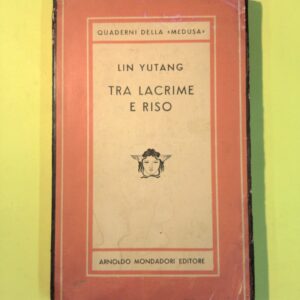 QUADERNI DELLA «MEDUSA»
LIN YUTANG
TRA LACRIME
E RISO
ARNOLDO MONDADORI EDITORE